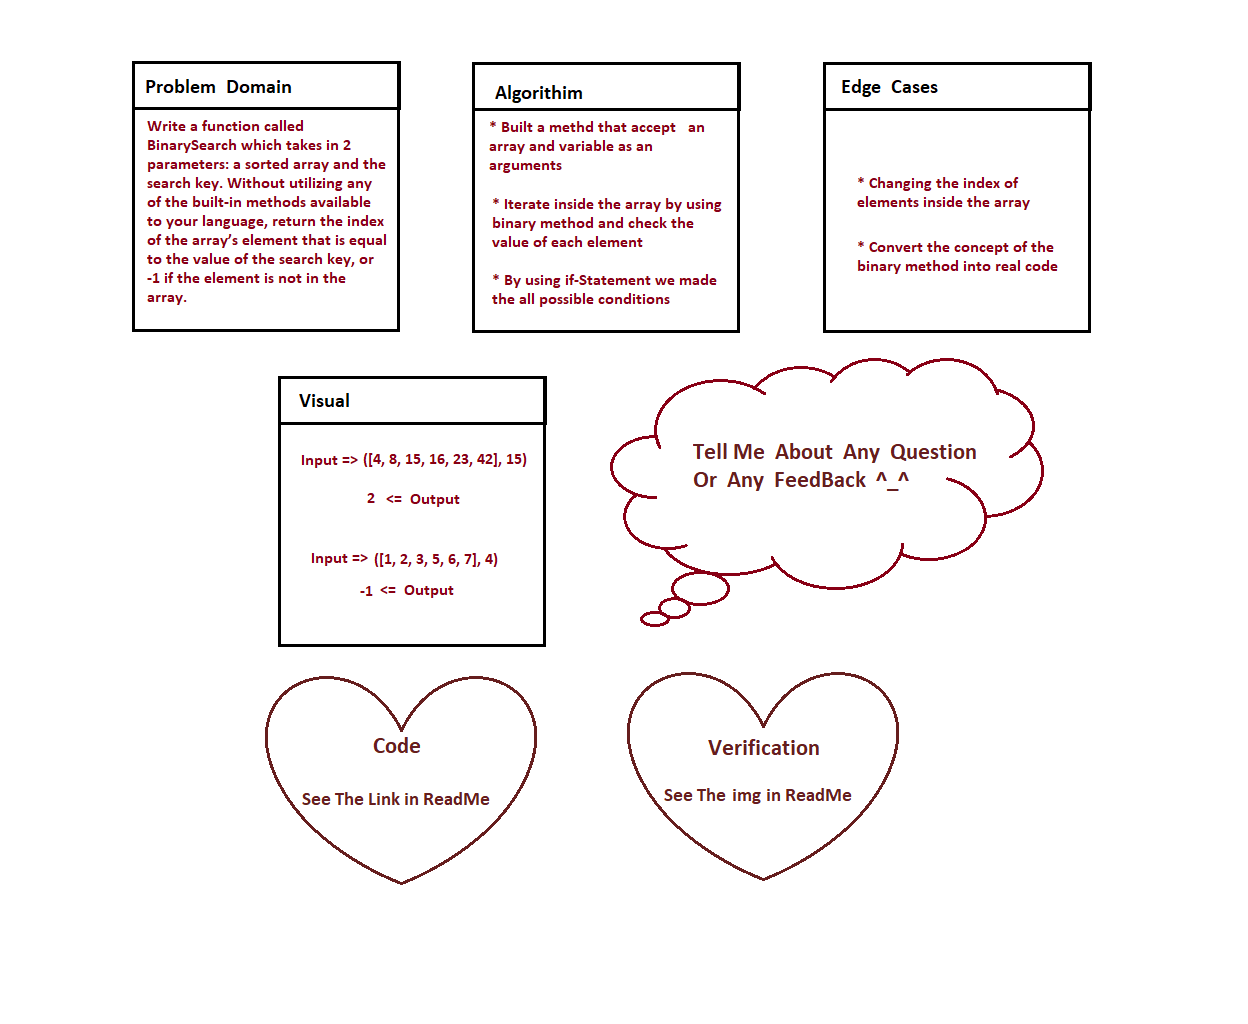 Problem Domain
Write a function called
BinarySearch which takes in 2
parameters: a sorted array and the
search key. Without utilizing any
of the built-in methods available
to your language, return the index
of the array’s element that is equal
to the value of the search key, or
-1 if the element is not in the
array.
Algorithim
* Built a methd that accept an
array and variable as an
arguments
* Iterate inside the array by using
binary method and check the
value of each element
* By using if-Statement we made
the all possible conditions
Edge Cases
* Changing the index of
elements inside the array
* Convert the concept of the
binary method into real code
Visual
Input => ([4, 8, 15, 16, 23, 42], 15)
2 <= Output
Input => ([1, 2, 3, 5, 6, 7], 4)
-1 <= Output
Tell Me About Any Question
Or Any FeedBack ^_^
Code
See The Link in ReadMe
Verification
See The img in ReadMe